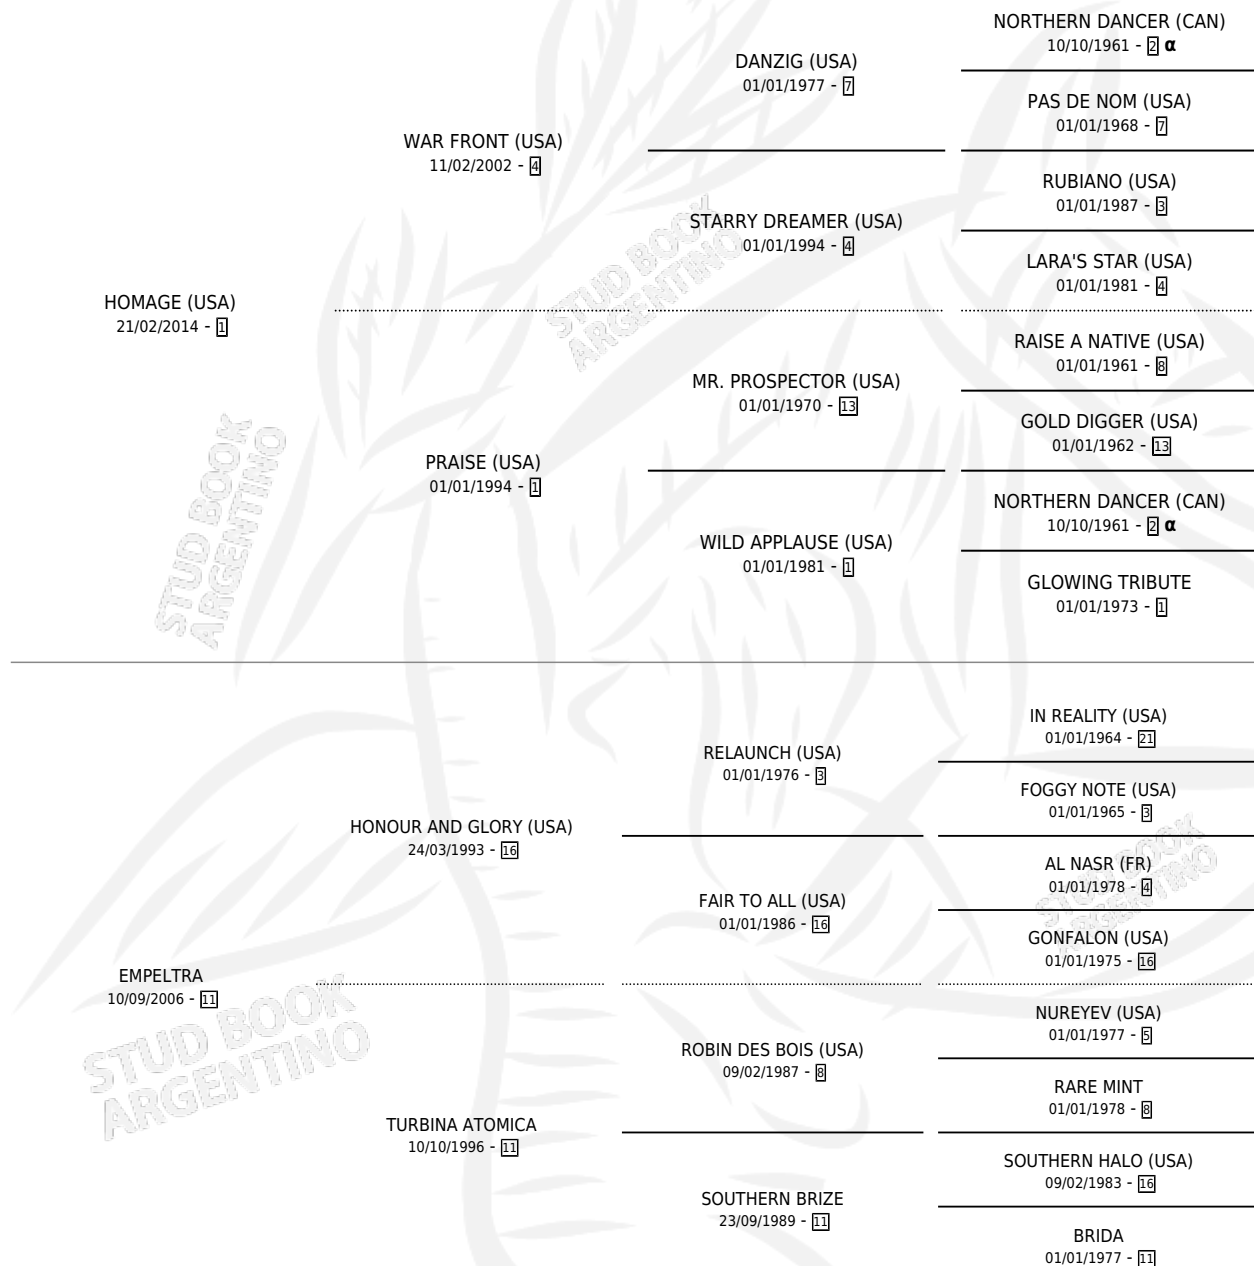 NORTHERN DANCER (CAN)
10/10/1961 - 2 α
DANZIG (USA)
01/01/1977 - 7
PAS DE NOM (USA)
01/01/1968 - 7
WAR FRONT (USA)
11/02/2002 - 4
RUBIANO (USA)
01/01/1987 - 3
STARRY DREAMER (USA)
01/01/1994 - 4
LARA'S STAR (USA)
01/01/1981 - 4
HOMAGE (USA)
21/02/2014 - 1
RAISE A NATIVE (USA)
01/01/1961 - 8
MR. PROSPECTOR (USA)
01/01/1970 - 13
GOLD DIGGER (USA)
01/01/1962 - 13
PRAISE (USA)
01/01/1994 - 1
NORTHERN DANCER (CAN)
10/10/1961 - 2 α
WILD APPLAUSE (USA)
01/01/1981 - 1
GLOWING TRIBUTE
01/01/1973 - 1
IN REALITY (USA)
01/01/1964 - 21
RELAUNCH (USA)
01/01/1976 - 3
FOGGY NOTE (USA)
01/01/1965 - 3
HONOUR AND GLORY (USA)
24/03/1993 - 16
AL NASR (FR)
01/01/1978 - 4
FAIR TO ALL (USA)
01/01/1986 - 16
GONFALON (USA)
01/01/1975 - 16
EMPELTRA
10/09/2006 - 11
NUREYEV (USA)
01/01/1977 - 5
ROBIN DES BOIS (USA)
09/02/1987 - 8
RARE MINT
01/01/1978 - 8
TURBINA ATOMICA
10/10/1996 - 11
SOUTHERN HALO (USA)
09/02/1983 - 16
SOUTHERN BRIZE
23/09/1989 - 11
BRIDA
01/01/1977 - 11
STUD BOOK
ARGENTINO
STUD BOOK
ARGENTINO
STUD BOOK
ARGENTINO
STUD BOOK
ARGENTINO